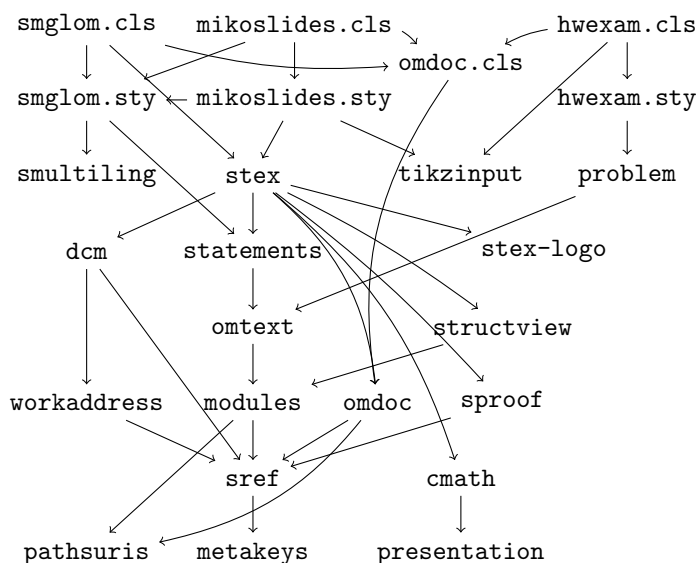 smglom.cls mikoslides.cls hwexam.cls
omdoc.cls
smglom.sty mikoslides.sty hwexam.sty
smultiling stex tikzinput problem
dcm statements stex-logo
omtext structview
workaddress modules omdoc sproof
sref cmath
pathsuris metakeys presentation